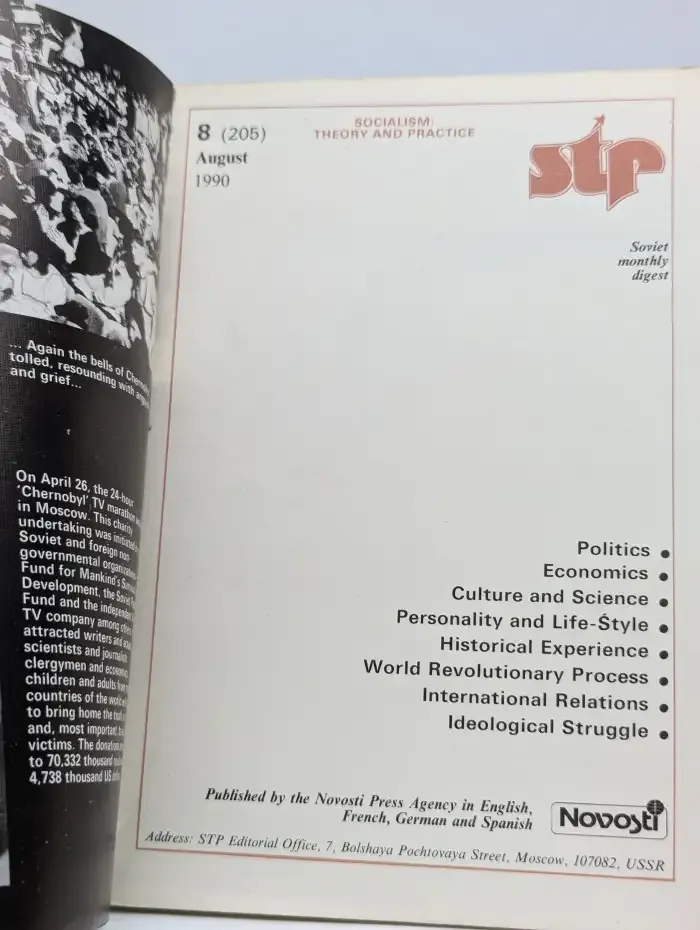 ... Again the bells of
tolled, resounding with
and grief...
On April 26, the 24-hour
'Chernobyl' TV marathon
in Moscow. This charity
undertaking was initiated
Soviet and foreign non-
governmental
Fund for Mankind's
Development, the Soviet
Fund and the independent
TV company among others
attracted writers and
scientists and journalists
clergymen and
children and adults from
countries of the world
to bring home the
and, most important,
victims. The donations
to 70,332 thousand
4,738 thousand US
8 (205)
August
1990
SOCIALISM:
THEORY AND PRACTICE
stp
Soviet
monthly
digest
Politics •
Economics •
Culture and Science •
Personality and Life-Style •
Historical Experience •
World Revolutionary Process •
International Relations •
Ideological Struggle •
Published by the Novosti Press Agency in English,
French, German and Spanish
Novosti
Address: STP Editorial Office, 7, Bolshaya Pochtovaya Street, Moscow, 107082, USSR